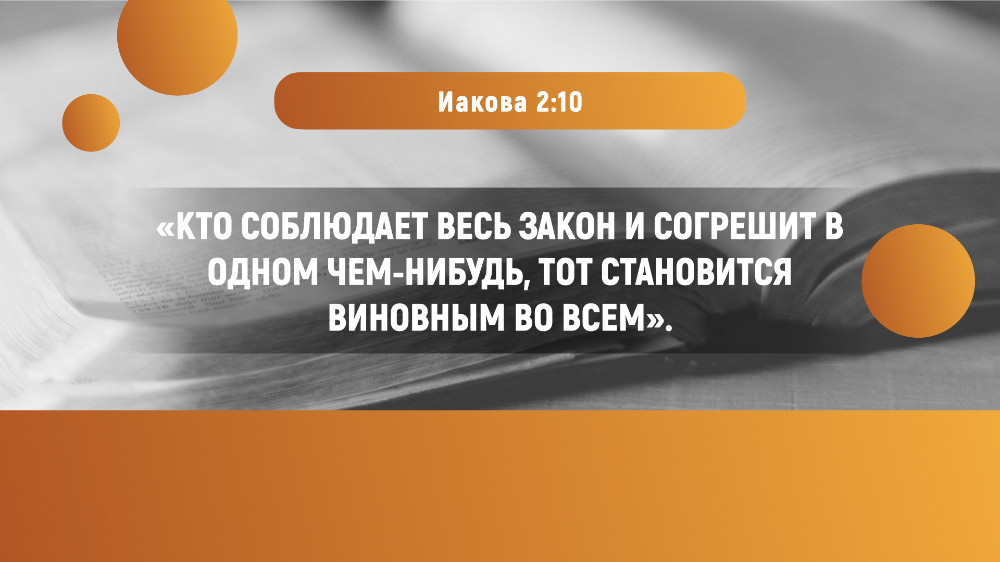 Иакова 2:10
«КТО СОБЛЮДАЕТ ВЕСЬ ЗАКОН И СОГРЕШИТ В
ОДНОМ ЧЕМ-НИБУДЬ, ТОТ СТАНОВИТСЯ
ВИНОВНЫМ ВО ВСЕМ».